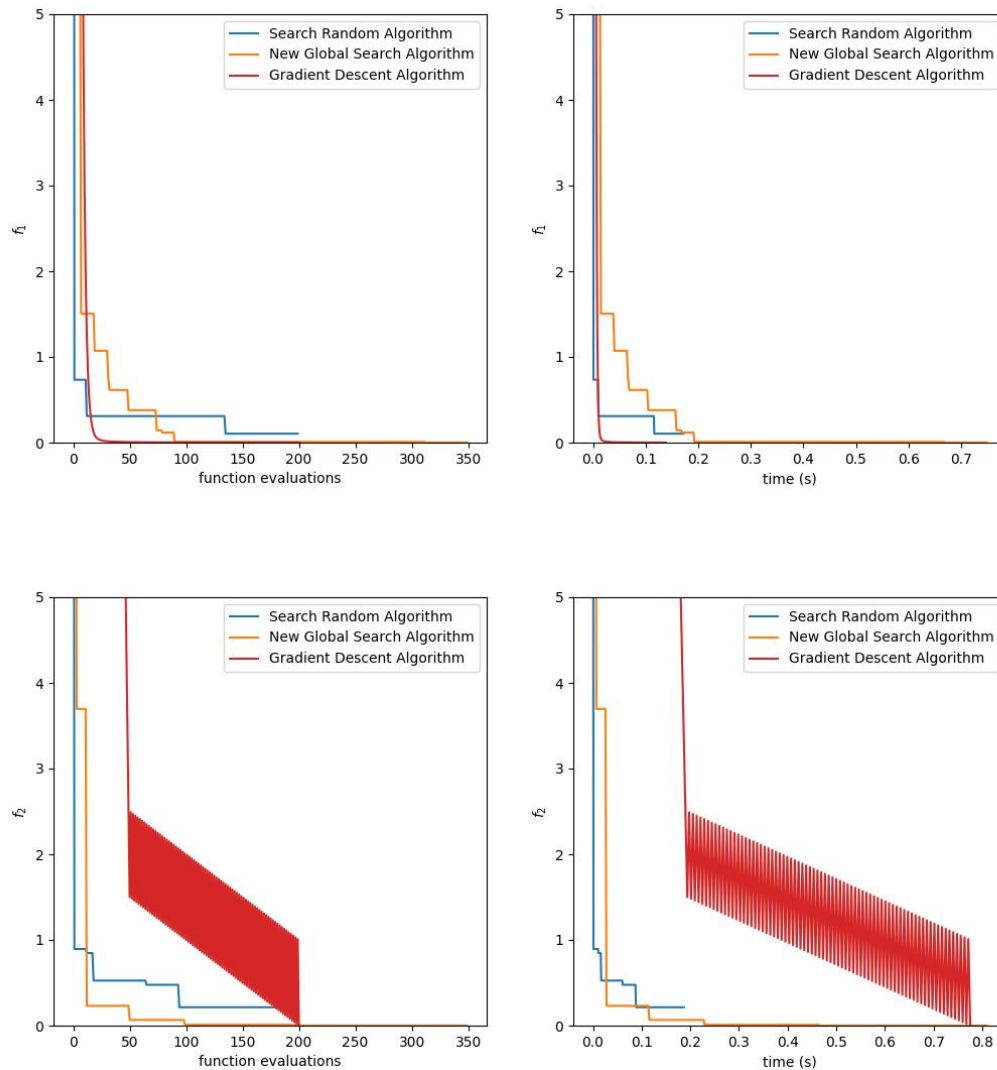 5
4
3
2
1
0
f₁
Search Random Algorithm
New Global Search Algorithm
Gradient Descent Algorithm
0 50 100 150 200 250 300 350
function evaluations
5
4
3
2
1
0
f₁
Search Random Algorithm
New Global Search Algorithm
Gradient Descent Algorithm
0.0 0.1 0.2 0.3 0.4 0.5 0.6 0.7
time (s)
5
4
3
2
1
0
f₂
Search Random Algorithm
New Global Search Algorithm
Gradient Descent Algorithm
0 50 100 150 200 250 300 350
function evaluations
5
4
3
2
1
0
f₂
Search Random Algorithm
New Global Search Algorithm
Gradient Descent Algorithm
0.0 0.1 0.2 0.3 0.4 0.5 0.6 0.7 0.8
time (s)